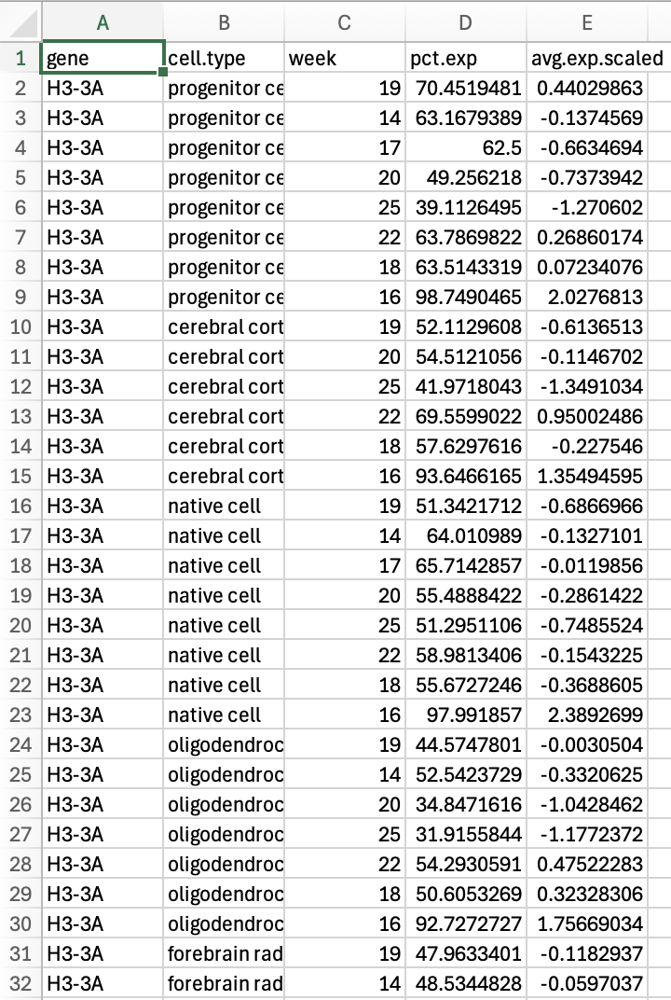 A B C D E
1 gene cell.type week pct.exp avg.exp.scaled
2 H3-3A progenitor ce 19 70.4519481 0.44029863
3 H3-3A progenitor ce 14 63.1679389 -0.1374569
4 H3-3A progenitor ce 17 62.5 -0.6634694
5 H3-3A progenitor ce 20 49.256218 -0.7373942
6 H3-3A progenitor ce 25 39.1126495 -1.270602
7 H3-3A progenitor ce 22 63.7869822 0.26860174
8 H3-3A progenitor ce 18 63.5143319 0.07234076
9 H3-3A progenitor ce 16 98.7490465 2.0276813
10 H3-3A cerebral cort 19 52.1129608 -0.6136513
11 H3-3A cerebral cort 20 54.5121056 -0.1146702
12 H3-3A cerebral cort 25 41.9718043 -1.3491034
13 H3-3A cerebral cort 22 69.5599022 0.95002486
14 H3-3A cerebral cort 18 57.6297616 -0.227546
15 H3-3A cerebral cort 16 93.6466165 1.35494595
16 H3-3A native cell 19 51.3421712 -0.6866966
17 H3-3A native cell 14 64.010989 -0.1327101
18 H3-3A native cell 17 65.7142857 -0.0119856
19 H3-3A native cell 20 55.4888422 -0.2861422
20 H3-3A native cell 25 51.2951106 -0.7485524
21 H3-3A native cell 22 58.9813406 -0.1543225
22 H3-3A native cell 18 55.6727246 -0.3688605
23 H3-3A native cell 16 97.991857 2.3892699
24 H3-3A oligodendroc 19 44.5747801 -0.0030504
25 H3-3A oligodendroc 14 52.5423729 -0.3320625
26 H3-3A oligodendroc 20 34.8471616 -1.0428462
27 H3-3A oligodendroc 25 31.9155844 -1.1772372
28 H3-3A oligodendroc 22 54.2930591 0.47522283
29 H3-3A oligodendroc 18 50.6053269 0.32328306
30 H3-3A oligodendroc 16 92.7272727 1.75669034
31 H3-3A forebrain rad 19 47.9633401 -0.1182937
32 H3-3A forebrain rad 14 48.5344828 -0.0597037